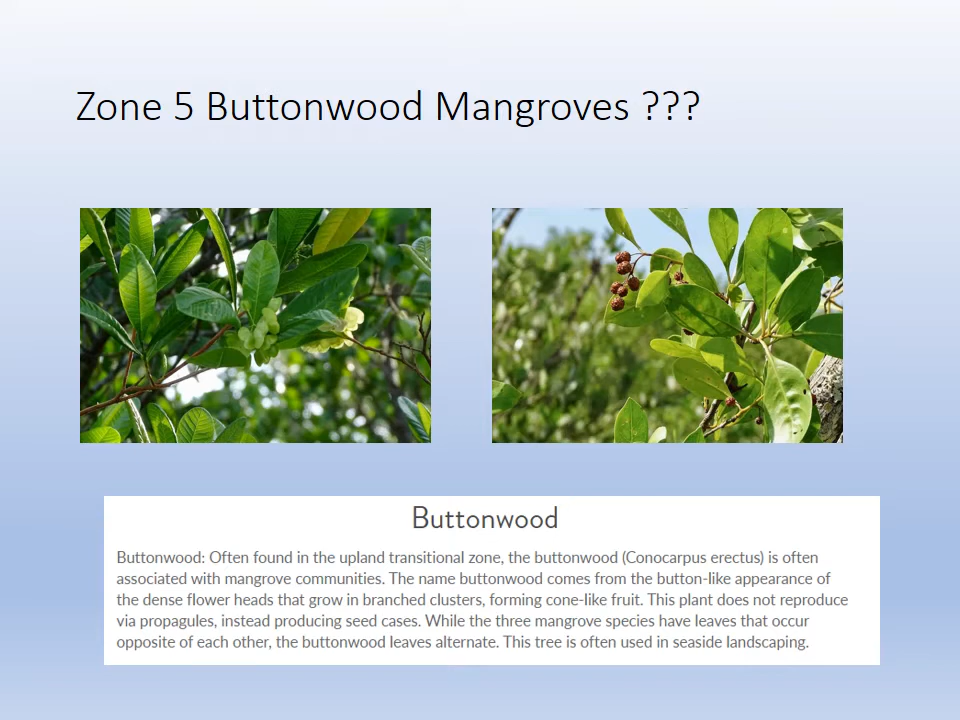 Zone 5 Buttonwood Mangroves ???
Buttonwood
Buttonwood: Often found in the upland transitional zone, the buttonwood (Conocarpus erectus) is often
associated with mangrove communities. The name buttonwood comes from the button-like appearance of
the dense flower heads that grow in branched clusters, forming cone-like fruit. This plant does not reproduce
via propagules, instead producing seed cases. While the three mangrove species have leaves that occur
opposite of each other, the buttonwood leaves alternate. This tree is often used in seaside landscaping.